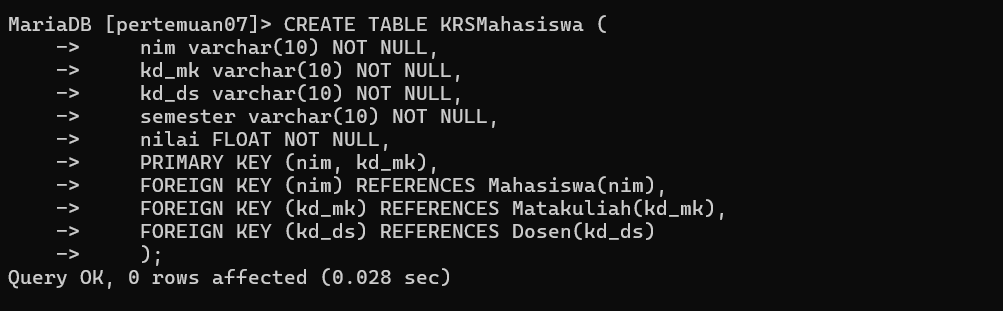 MariaDB [pertemuan07]> CREATE TABLE KRSMahasiswa (
    ->     nim varchar(10) NOT NULL,
    ->     kd_mk varchar(10) NOT NULL,
    ->     kd_ds varchar(10) NOT NULL,
    ->     semester varchar(10) NOT NULL,
    ->     nilai FLOAT NOT NULL,
    ->     PRIMARY KEY (nim, kd_mk),
    ->     FOREIGN KEY (nim) REFERENCES Mahasiswa(nim),
    ->     FOREIGN KEY (kd_mk) REFERENCES Matakuliah(kd_mk),
    ->     FOREIGN KEY (kd_ds) REFERENCES Dosen(kd_ds)
    ->     );
Query OK, 0 rows affected (0.028 sec)